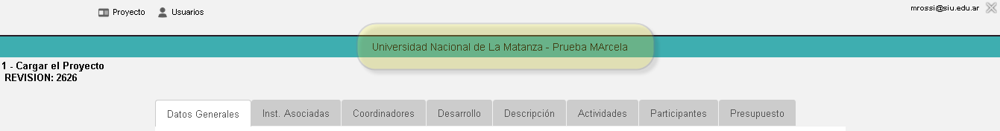 Proyecto Usuarios mrossi@siu.edu.ar
Universidad Nacional de La Matanza - Prueba MArcela
1 - Cargar el Proyecto
REVISION: 2626
Datos Generales Inst. Asociadas Coordinadores Desarrollo Descripción Actividades Participantes Presupuesto